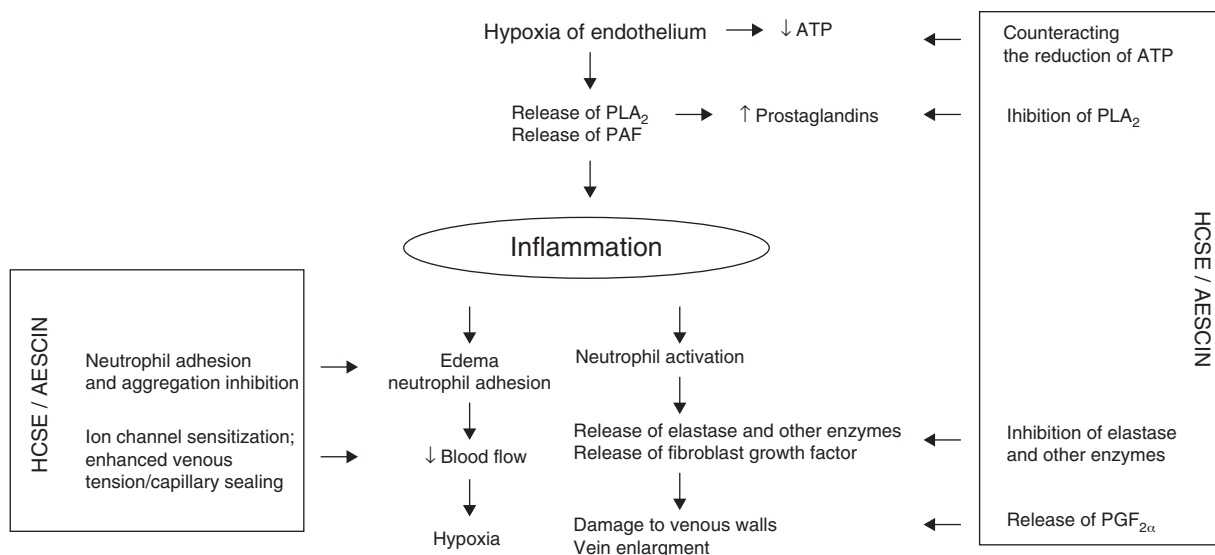 Hypoxia of endothelium → ↓ ATP
Counteracting
the reduction of ATP
Release of PLA₂ → ↑ Prostaglandins
Release of PAF
Ihibition of PLA₂
Inflammation
HCSE / AESCIN
HCSE / AESCIN
Neutrophil adhesion
and aggregation inhibition
Edema
neutrophil adhesion
Neutrophil activation
Ion channel sensitization;
enhanced venous
tension/capillary sealing
↓ Blood flow
Release of elastase and other enzymes
Release of fibroblast growth factor
Inhibition of elastase
and other enzymes
Hypoxia
Damage to venous walls
Vein enlargment
Release of PGF₂α